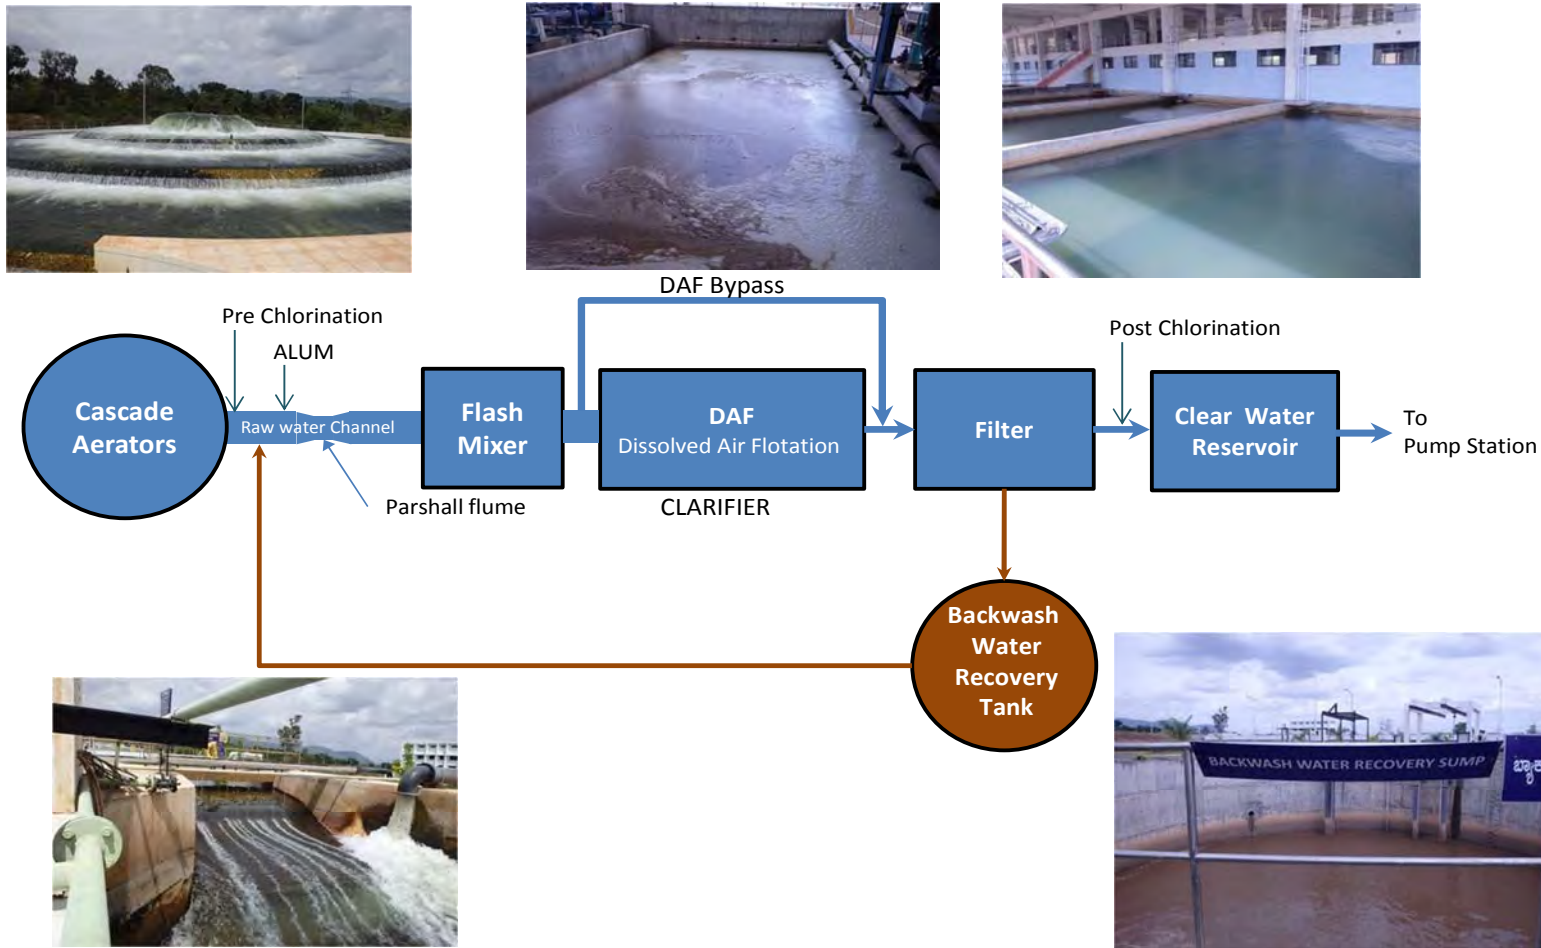 DAF Bypass
Pre Chlorination
ALUM
Post Chlorination
Cascade
Aerators
Raw water Channel
Flash
Mixer
DAF
Dissolved Air Flotation
Filter
Clear Water
Reservoir
To
Pump Station
Parshall flume
CLARIFIER
Backwash
Water
Recovery
Tank
BACKWASH WATER RECOVERY SUMP